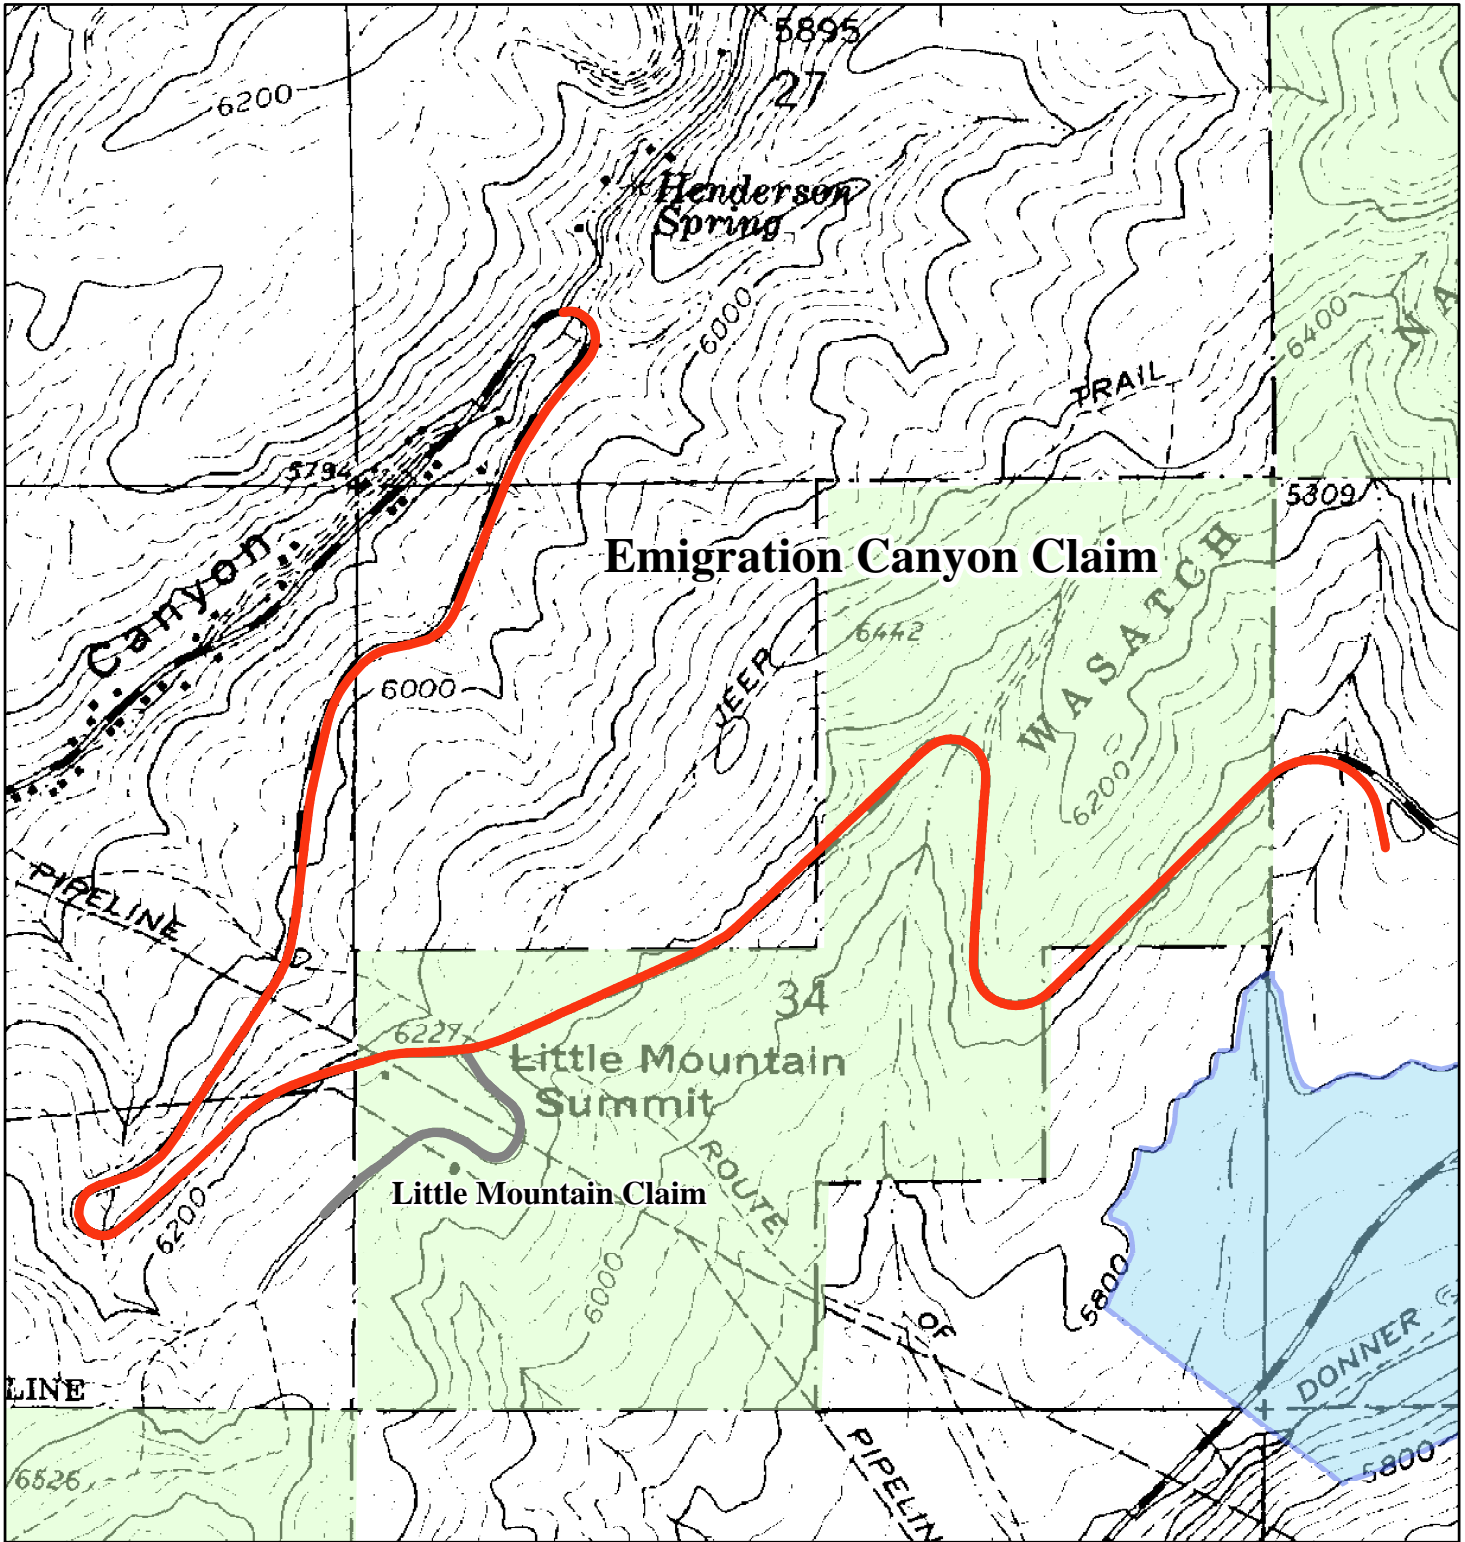 5895
27
6200
Henderson
Spring
6000
6400
NA
TRAIL
5794
5309
Canyon
Emigration Canyon Claim
WASATCH
6442
JEEP
6000
6200
PIPELINE
34
6227
Little Mountain
Summit
ROUTE
Little Mountain Claim
6200
6000
5800
OF
DONNER
LINE
PIPELIN
5800
6526